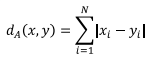 d_A(x, y) = \sum_{i=1}^{N} |x_i − y_i|